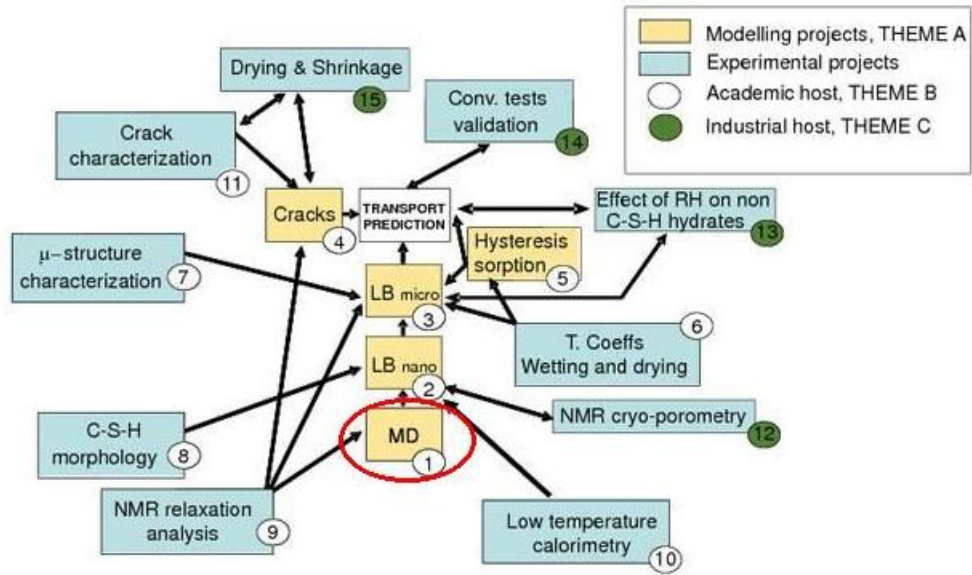 Drying & Shrinkage
15
Conv. tests
validation
14
Crack
characterization
11
Cracks
4
TRANSPORT
PREDICTION
Effect of RH on non
C-S-H hydrates
13
Hysteresis
sorption
5
μ-structure
characterization
7
LB micro
3
6
T. Coeffs
Wetting and drying
LB nano
2
NMR cryo-porometry
12
C-S-H
morphology
8
MD
1
NMR relaxation
analysis
9
Low temperature
calorimetry
10
Modelling projects, THEME A
Experimental projects
Academic host, THEME B
Industrial host, THEME C